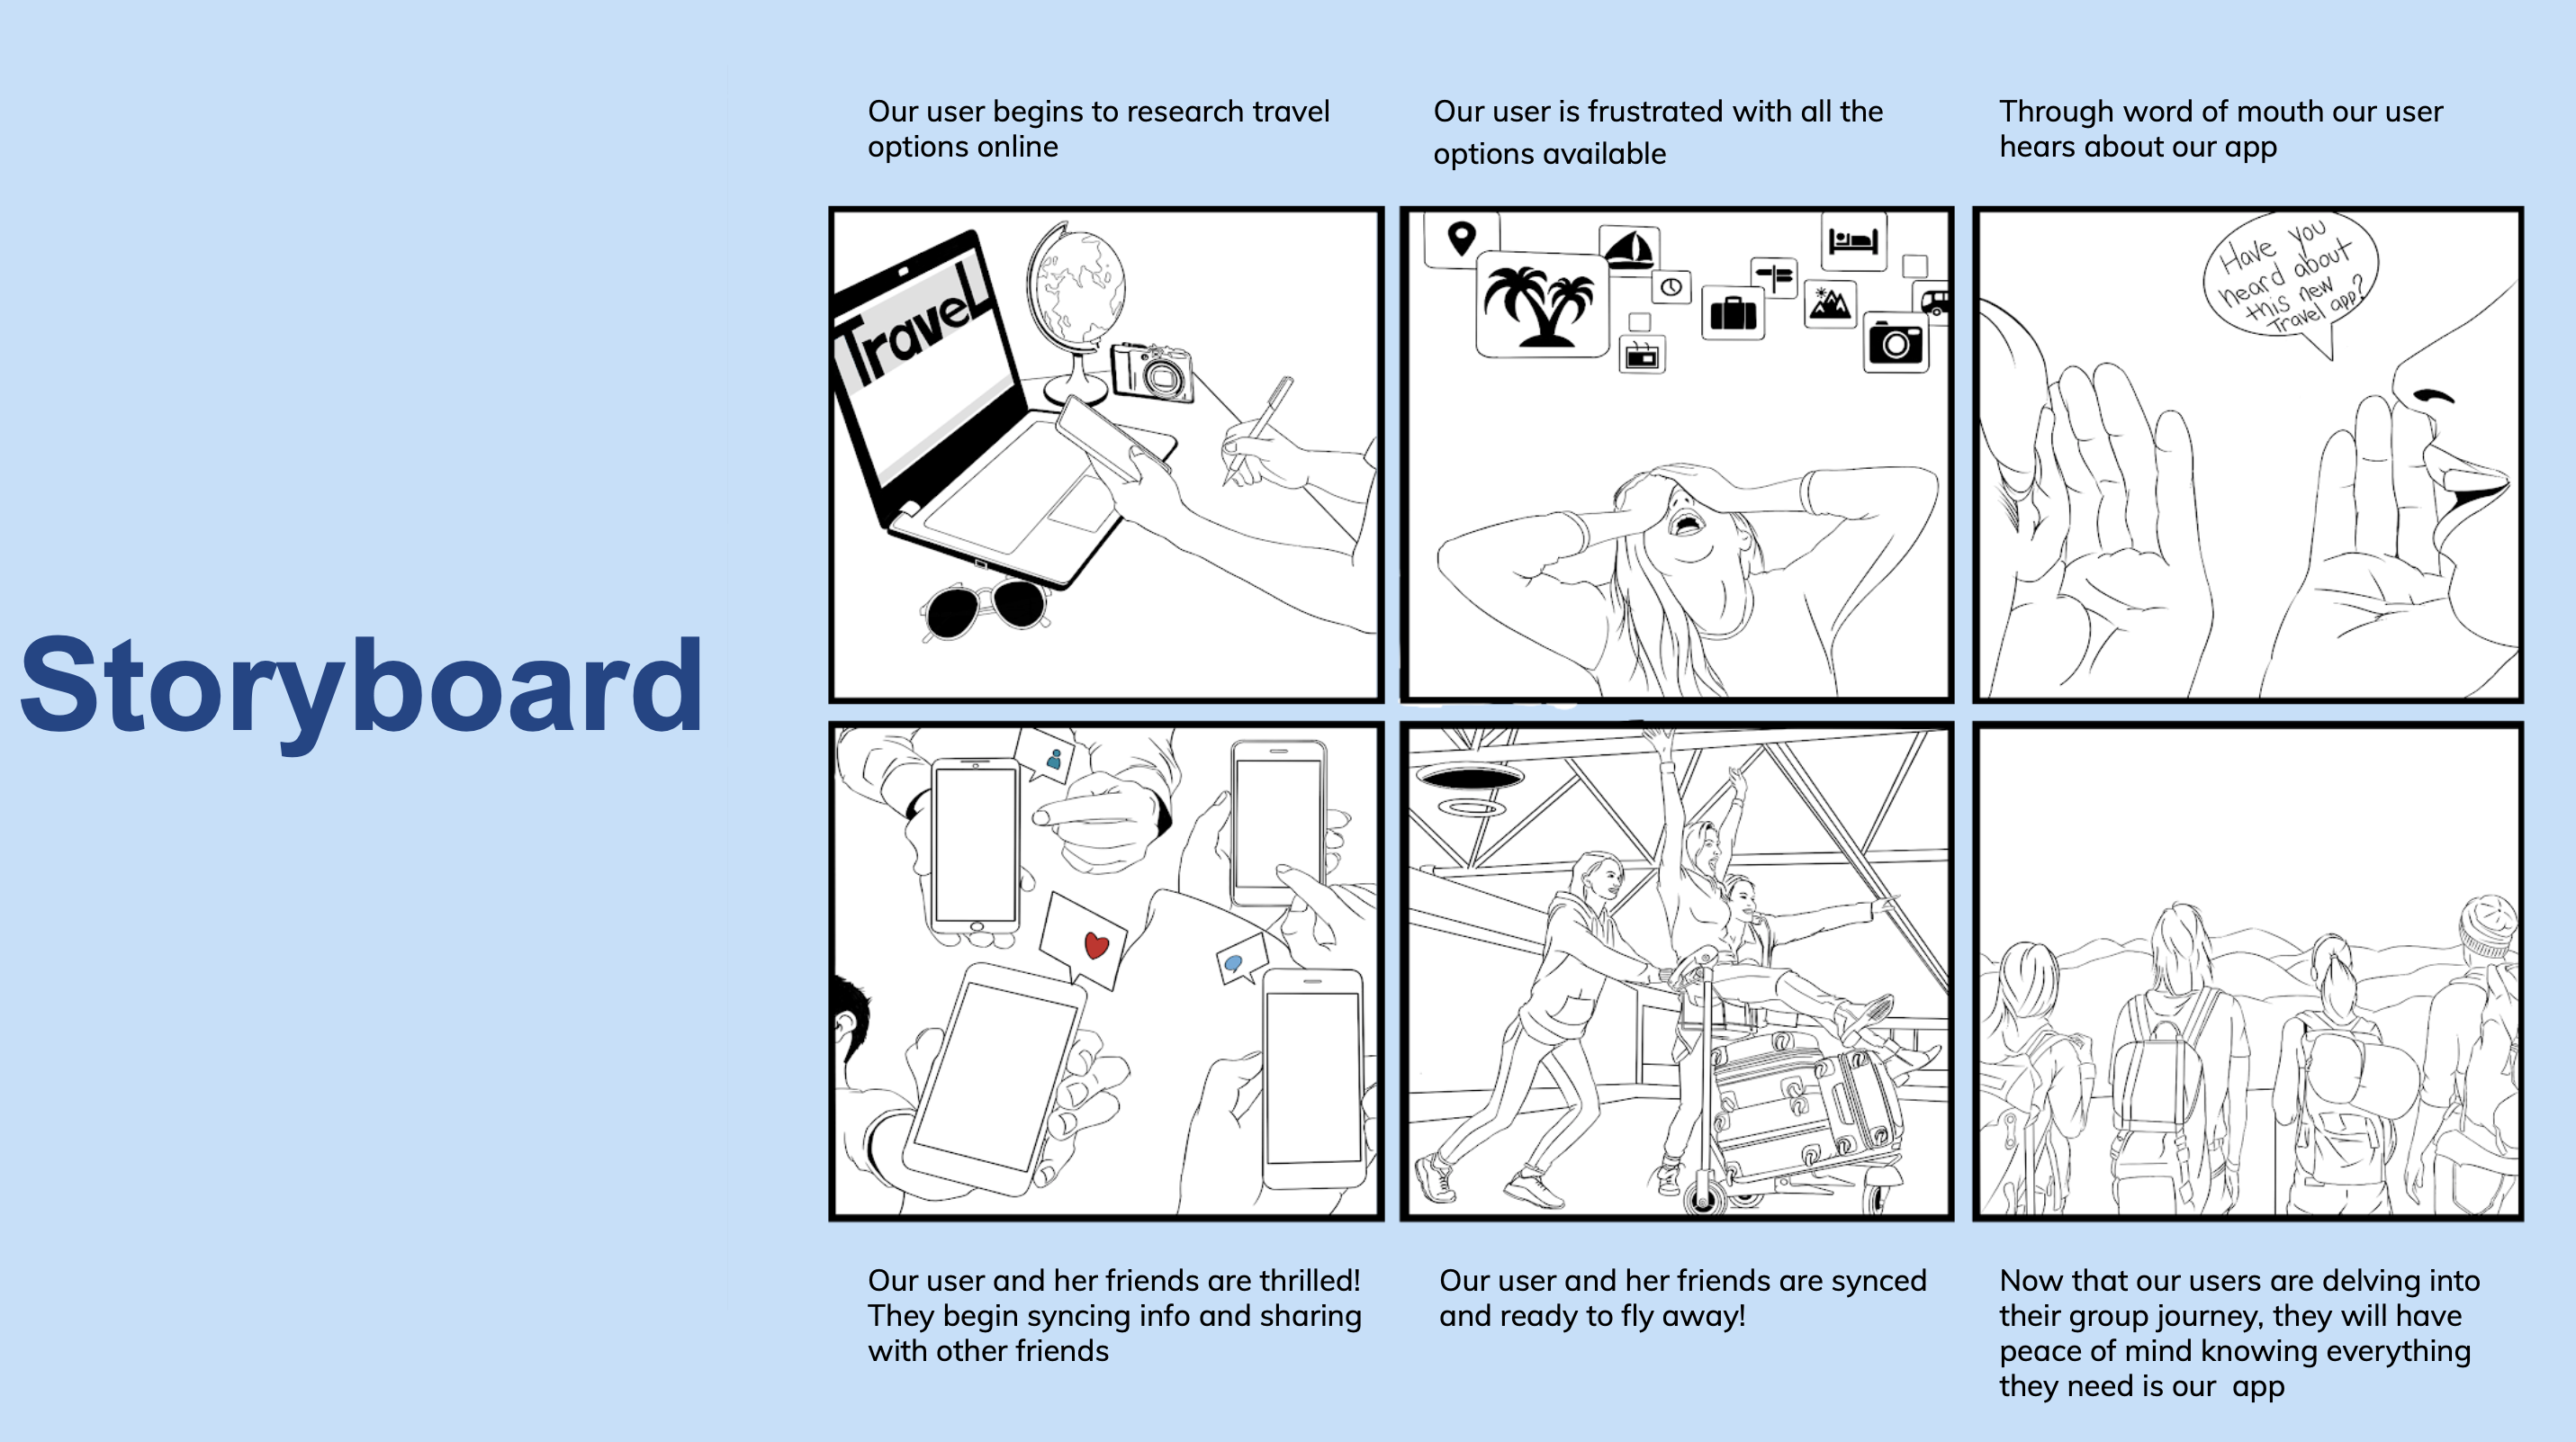 Storyboard
Our user begins to research travel
options online
Our user is frustrated with all the
options available
Through word of mouth our user
hears about our app
Travel
Have you
heard about
this new
Travel app?
Our user and her friends are thrilled!
They begin syncing info and sharing
with other friends
Our user and her friends are synced
and ready to fly away!
Now that our users are delving into
their group journey, they will have
peace of mind knowing everything
they need is our  app